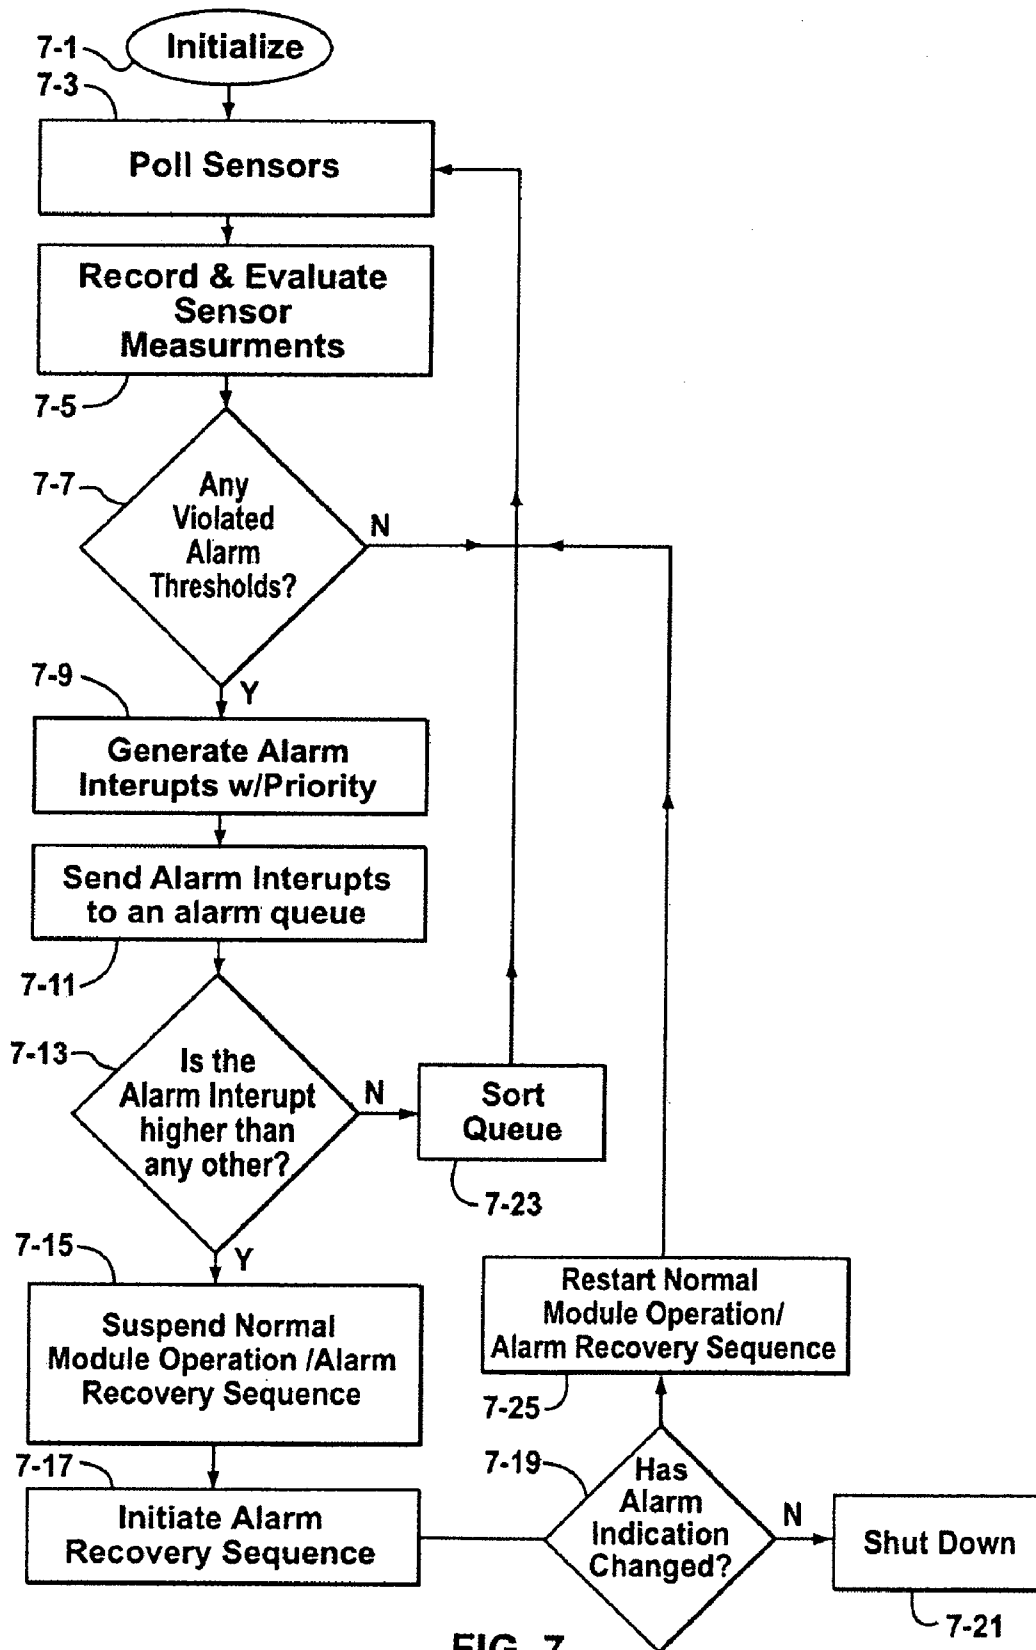 7-1
Initialize
7-3
Poll Sensors
Record & Evaluate
Sensor
Measurments
7-5
7-7
Any
Violated
Alarm
Thresholds?
N
Y
7-9
Generate Alarm
Interupts w/Priority
Send Alarm Interupts
to an alarm queue
7-11
7-13
Is the
Alarm Interupt
higher than
any other?
N
Sort
Queue
7-23
Y
7-15
Suspend Normal
Module Operation /Alarm
Recovery Sequence
7-17
Initiate Alarm
Recovery Sequence
Restart Normal
Module Operation/
Alarm Recovery Sequence
7-25
7-19
Has
Alarm
Indication
Changed?
N
Shut Down
7-21
FIG. 7